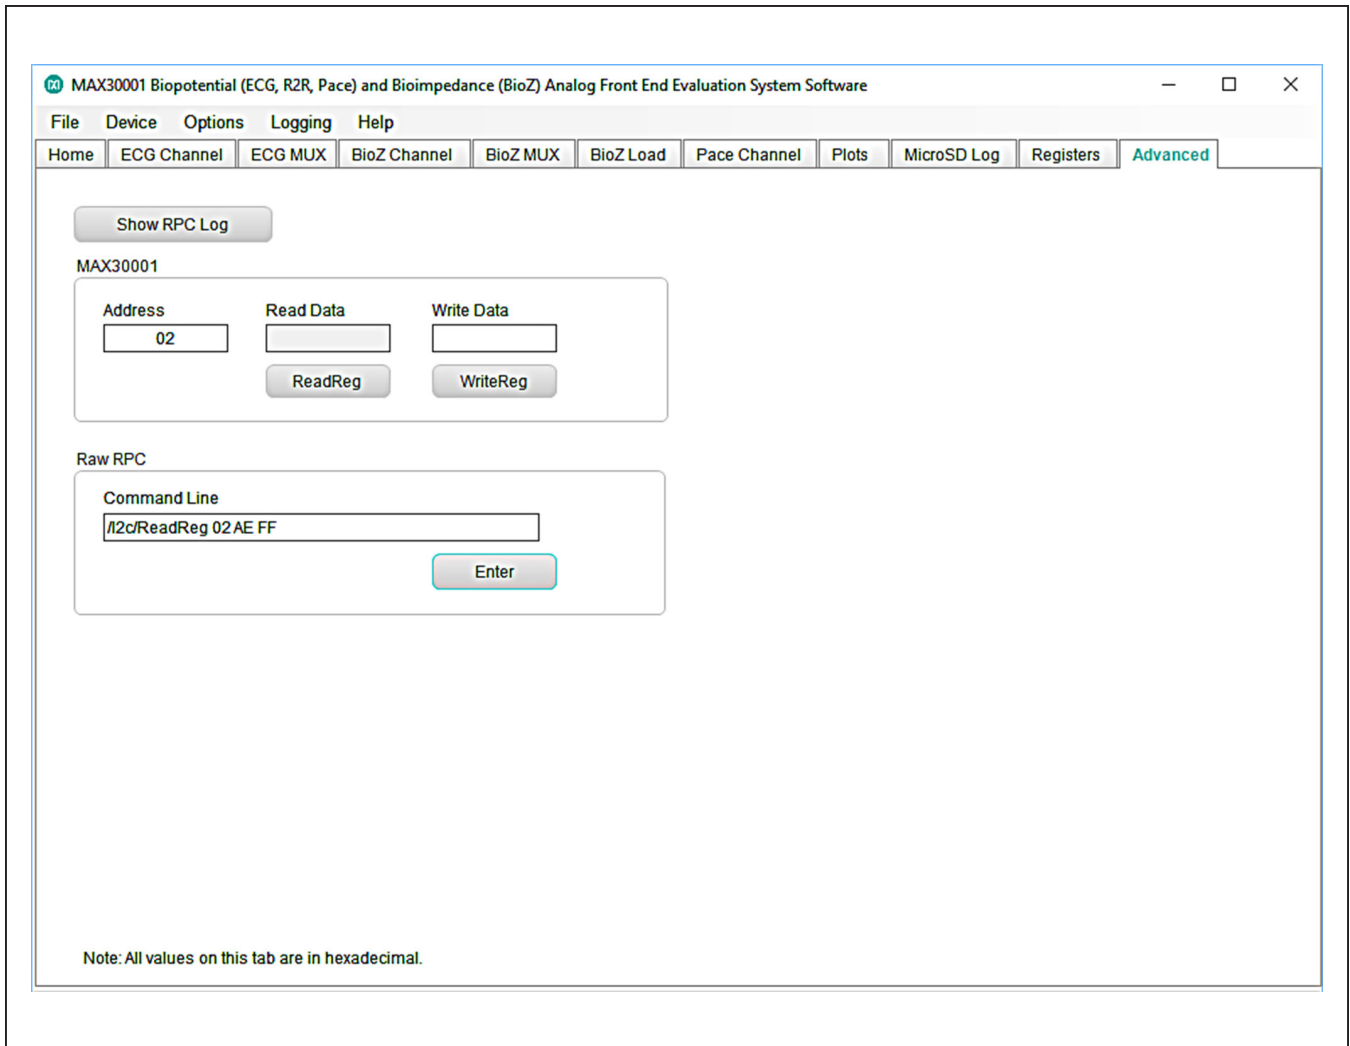 MAX30001 Biopotential (ECG, R2R, Pace) and Bioimpedance (BioZ) Analog Front End Evaluation System Software
File Device Options Logging Help
Home ECG Channel ECG MUX BioZ Channel BioZ MUX BioZ Load Pace Channel Plots MicroSD Log Registers Advanced
Show RPC Log
MAX30001
Address Read Data Write Data
02
ReadReg WriteReg
Raw RPC
Command Line
/I2c/ReadReg 02 AE FF
Enter
Note: All values on this tab are in hexadecimal.